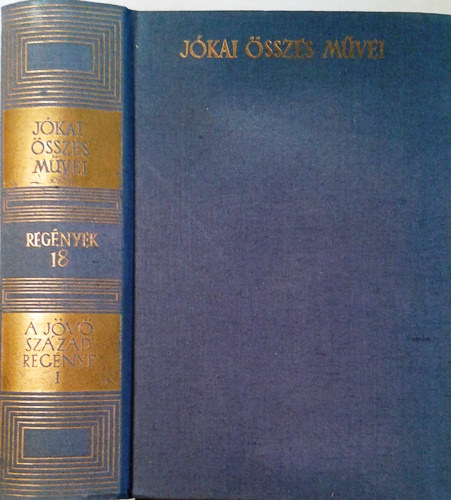 JÓKAI
ÖSSZES
MŰVEI
REGÉNYEK
18
A JÖVŐ
SZÁZAD
REGÉNYE
I
JÓKAI ÖSSZES MŰVEI